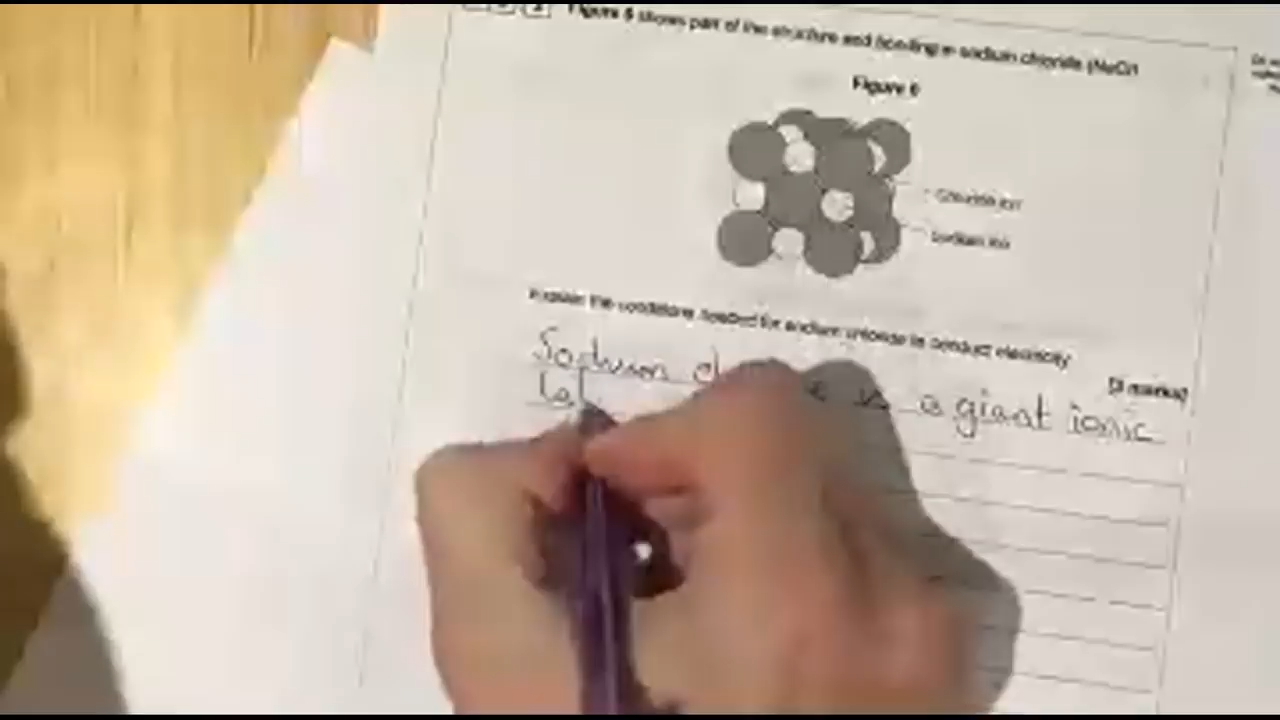 Figure 6 shows part of the structure and bonding in sodium chloride (NaCl)
Figure 6
Chloride ion
Sodium ion
Explain the conditions needed for sodium chloride to conduct electricity
[3 marks]
Sodium is a giant ionic